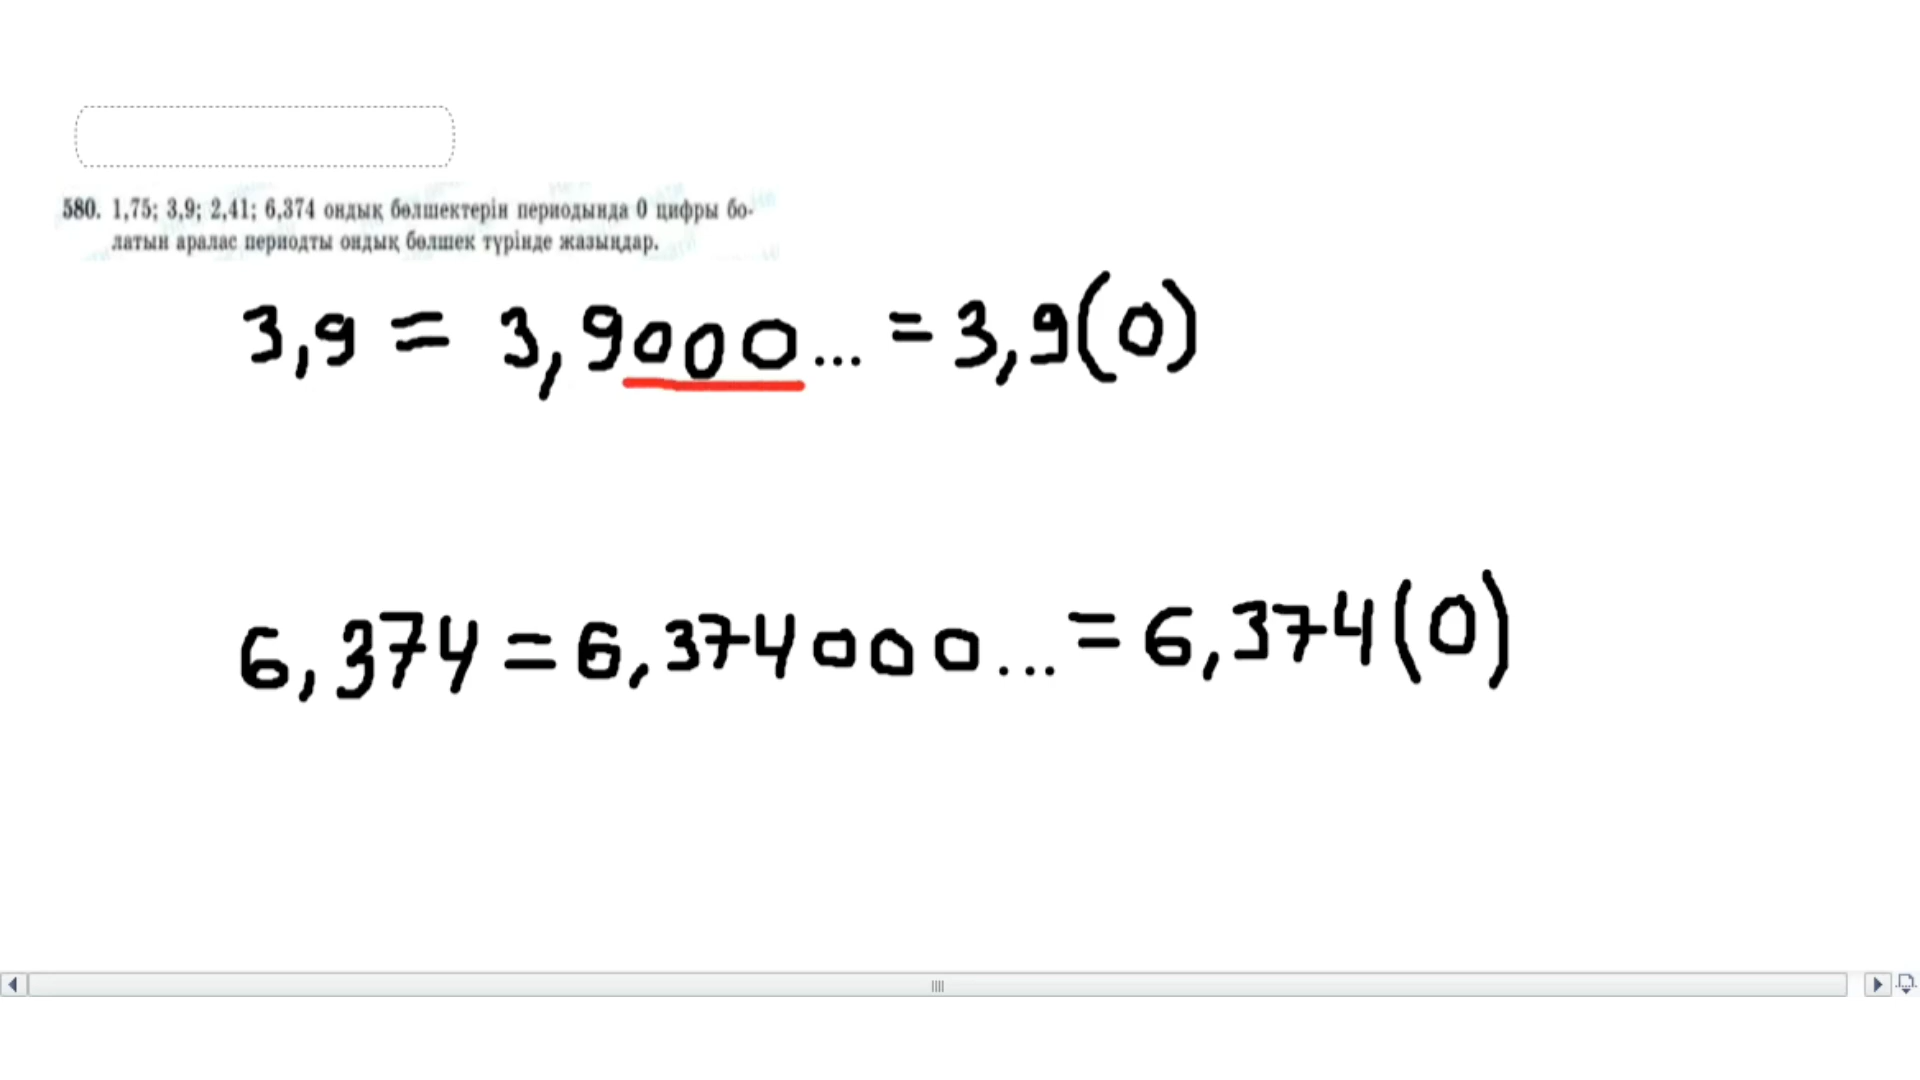 580. 1,75; 3,9; 2,41; 6,374 ондық бөлшектерін периодында 0 цифры бо-
латын аралас периодты ондық бөлшек түрінде жазыңдар.
3,9 = 3,9000... = 3,9(0)
6,374 = 6,374000... = 6,374(0)